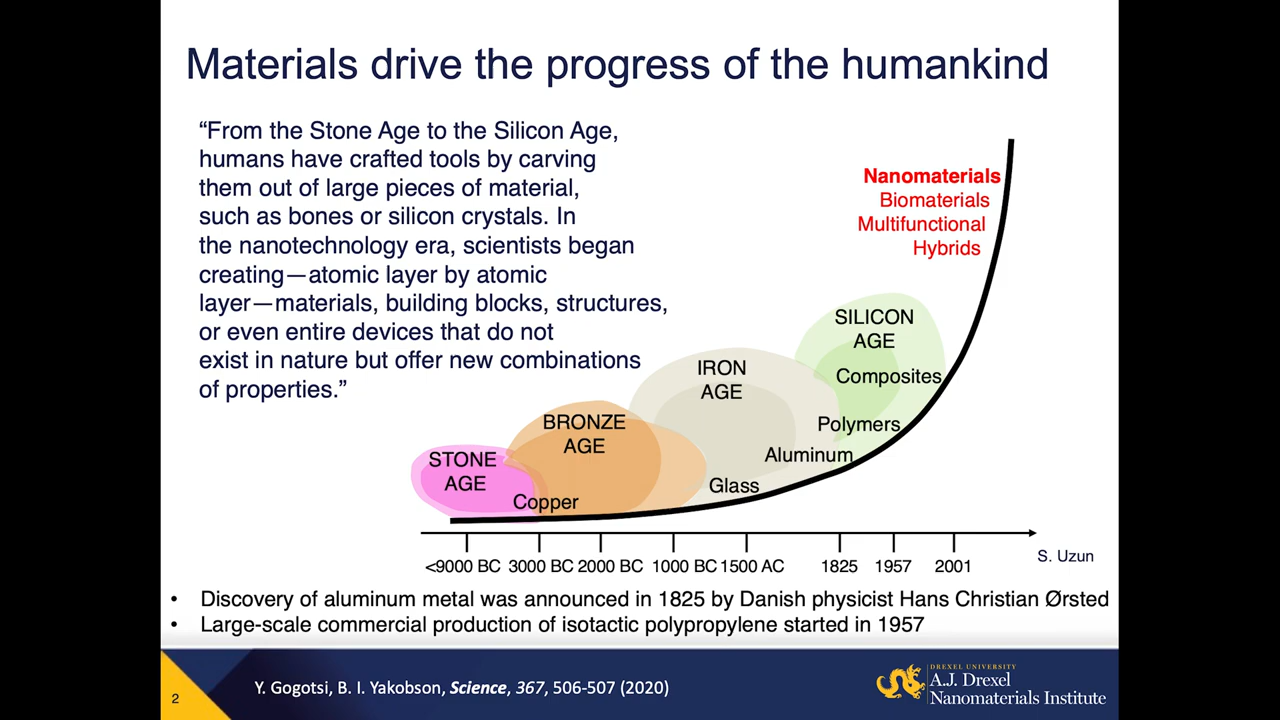 Materials drive the progress of the humankind
“From the Stone Age to the Silicon Age,
humans have crafted tools by carving
them out of large pieces of material,
such as bones or silicon crystals. In
the nanotechnology era, scientists began
creating—atomic layer by atomic
layer—materials, building blocks, structures,
or even entire devices that do not
exist in nature but offer new combinations
of properties.”
Nanomaterials
Biomaterials
Multifunctional
Hybrids
SILICON
AGE
Composites
IRON
AGE
Polymers
BRONZE
AGE
Aluminum
STONE
AGE
Glass
Copper
<9000 BC 3000 BC 2000 BC 1000 BC 1500 AC 1825 1957 2001
S. Uzun
• Discovery of aluminum metal was announced in 1825 by Danish physicist Hans Christian Ørsted
• Large-scale commercial production of isotactic polypropylene started in 1957
2
Y. Gogotsi, B. I. Yakobson, Science, 367, 506-507 (2020)
DREXEL UNIVERSITY
A.J. Drexel
Nanomaterials Institute